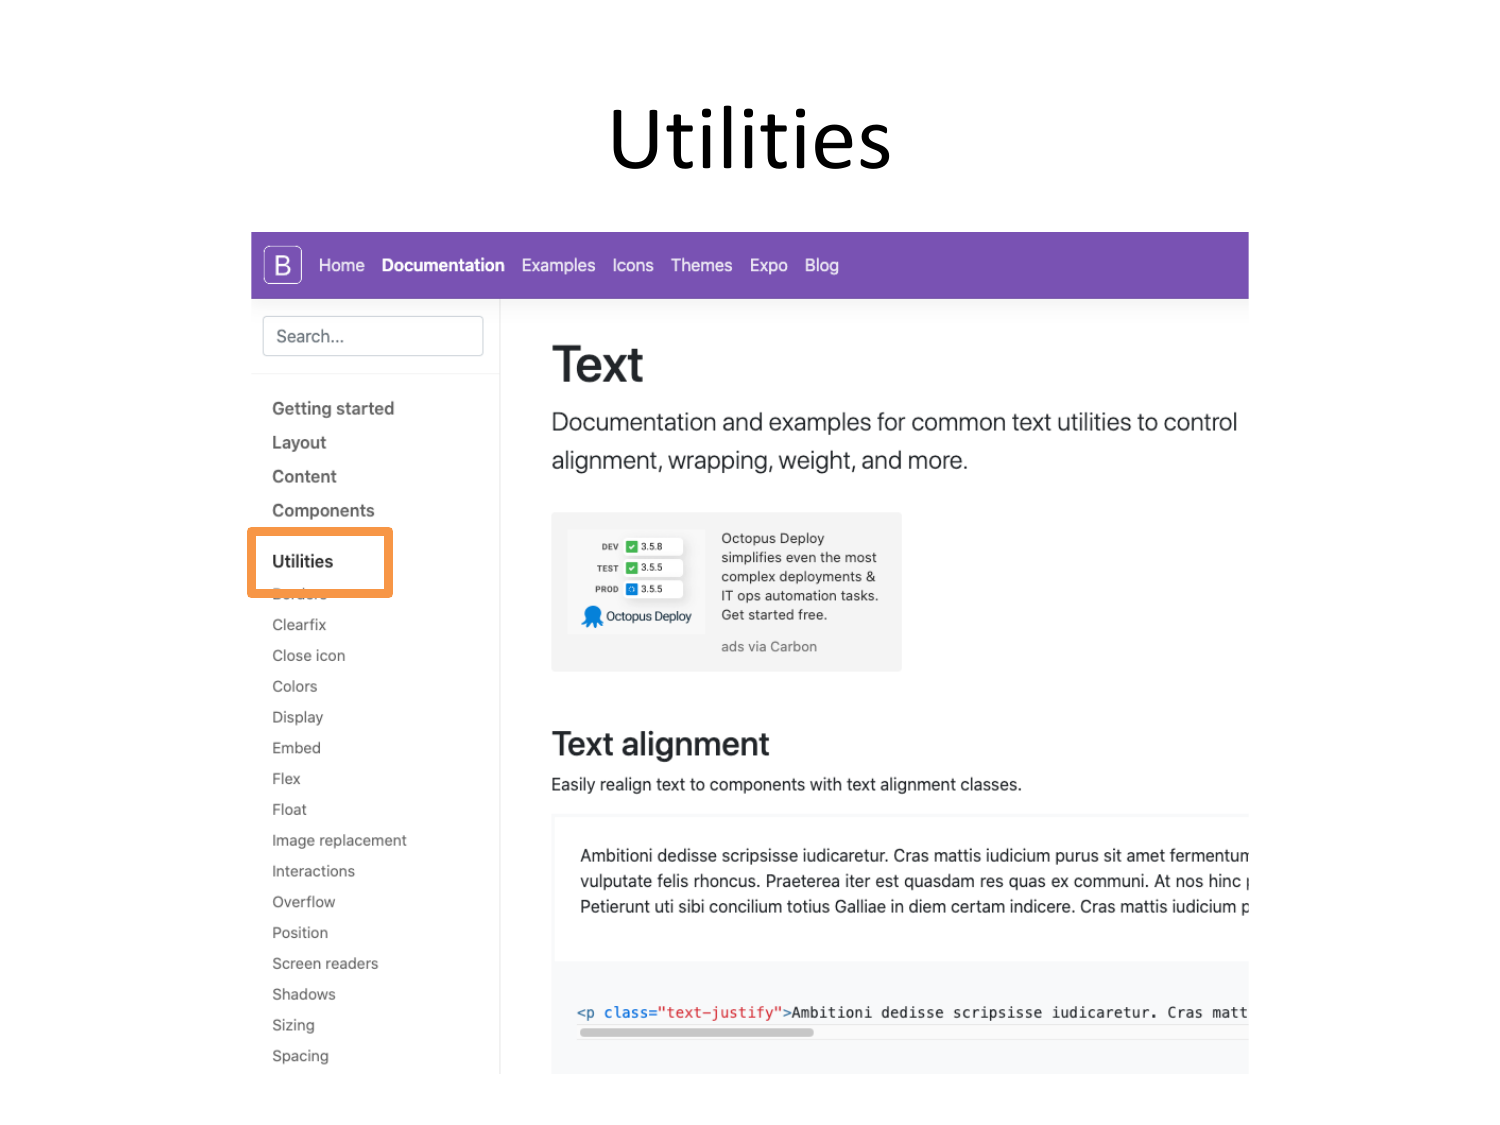 Utilities
B Home Documentation Examples Icons Themes Expo Blog
Search...
Getting started
Layout
Content
Components
Utilities
Borders
Clearfix
Close icon
Colors
Display
Embed
Flex
Float
Image replacement
Interactions
Overflow
Position
Screen readers
Shadows
Sizing
Spacing
Text
Documentation and examples for common text utilities to control
alignment, wrapping, weight, and more.
DEV 3.5.8
TEST 3.5.5
PROD 3.5.5
Octopus Deploy
Octopus Deploy
simplifies even the most
complex deployments &
IT ops automation tasks.
Get started free.
ads via Carbon
Text alignment
Easily realign text to components with text alignment classes.
Ambitioni dedisse scripsisse iudicaretur. Cras mattis iudicium purus sit amet fermentum
vulputate felis rhoncus. Praeterea iter est quasdam res quas ex communi. At nos hinc p
Petierunt uti sibi concilium totius Galliae in diem certam indicere. Cras mattis iudicium p
<p class="text-justify">Ambitioni dedisse scripsisse iudicaretur. Cras matt